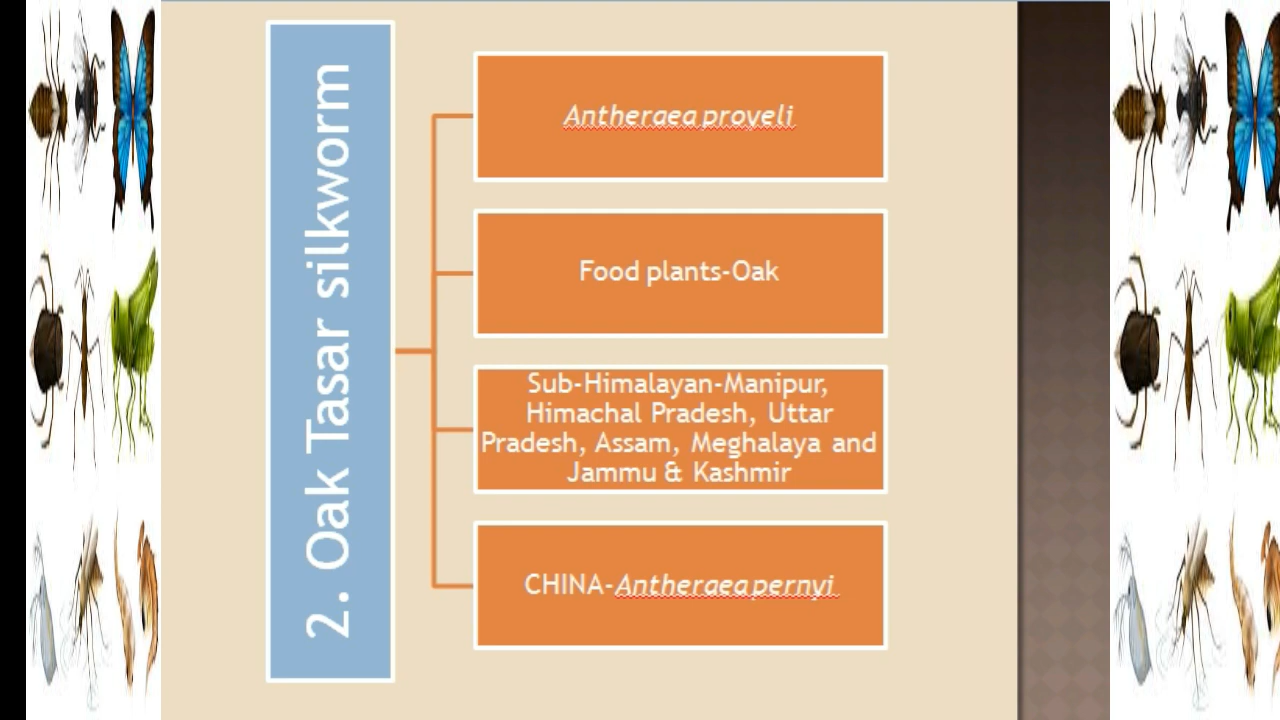 2. Oak Tasar silkworm
Antheraea proyeli
Food plants-Oak
Sub-Himalayan-Manipur,
Himachal Pradesh, Uttar
Pradesh, Assam, Meghalaya and
Jammu & Kashmir
CHINA-Antheraea pernyi